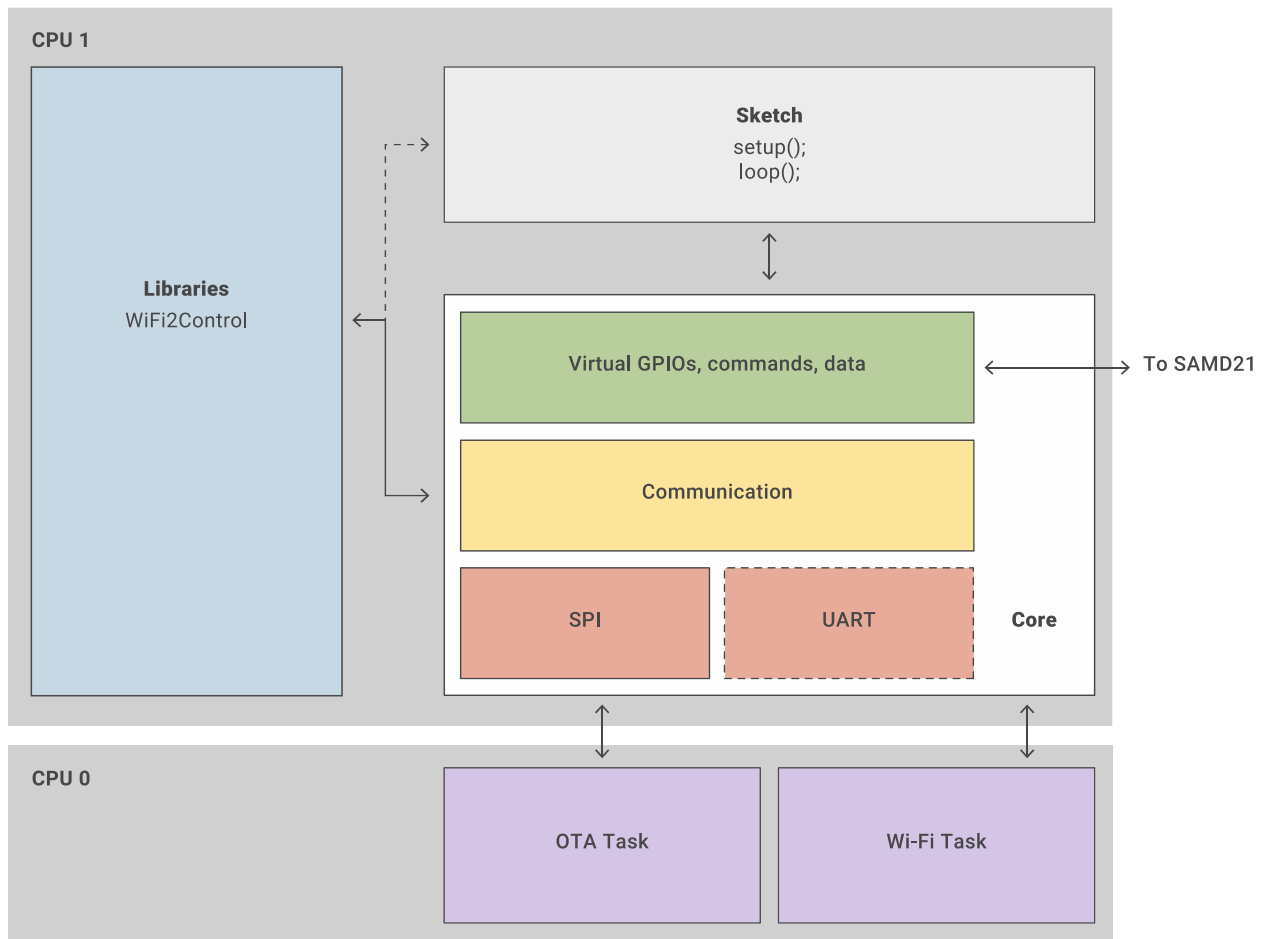 CPU 1
Sketch
setup();
loop();
Libraries
WiFi2Control
Virtual GPIOs, commands, data
To SAMD21
Communication
SPI
UART
Core
CPU 0
OTA Task
Wi-Fi Task